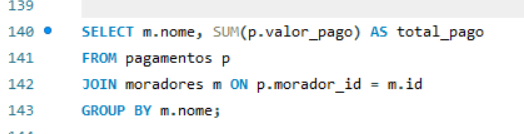 139
140 SELECT m.nome, SUM(p.valor_pago) AS total_pago
141 FROM pagamentos p
142 JOIN moradores m ON p.morador_id = m.id
143 GROUP BY m.nome;